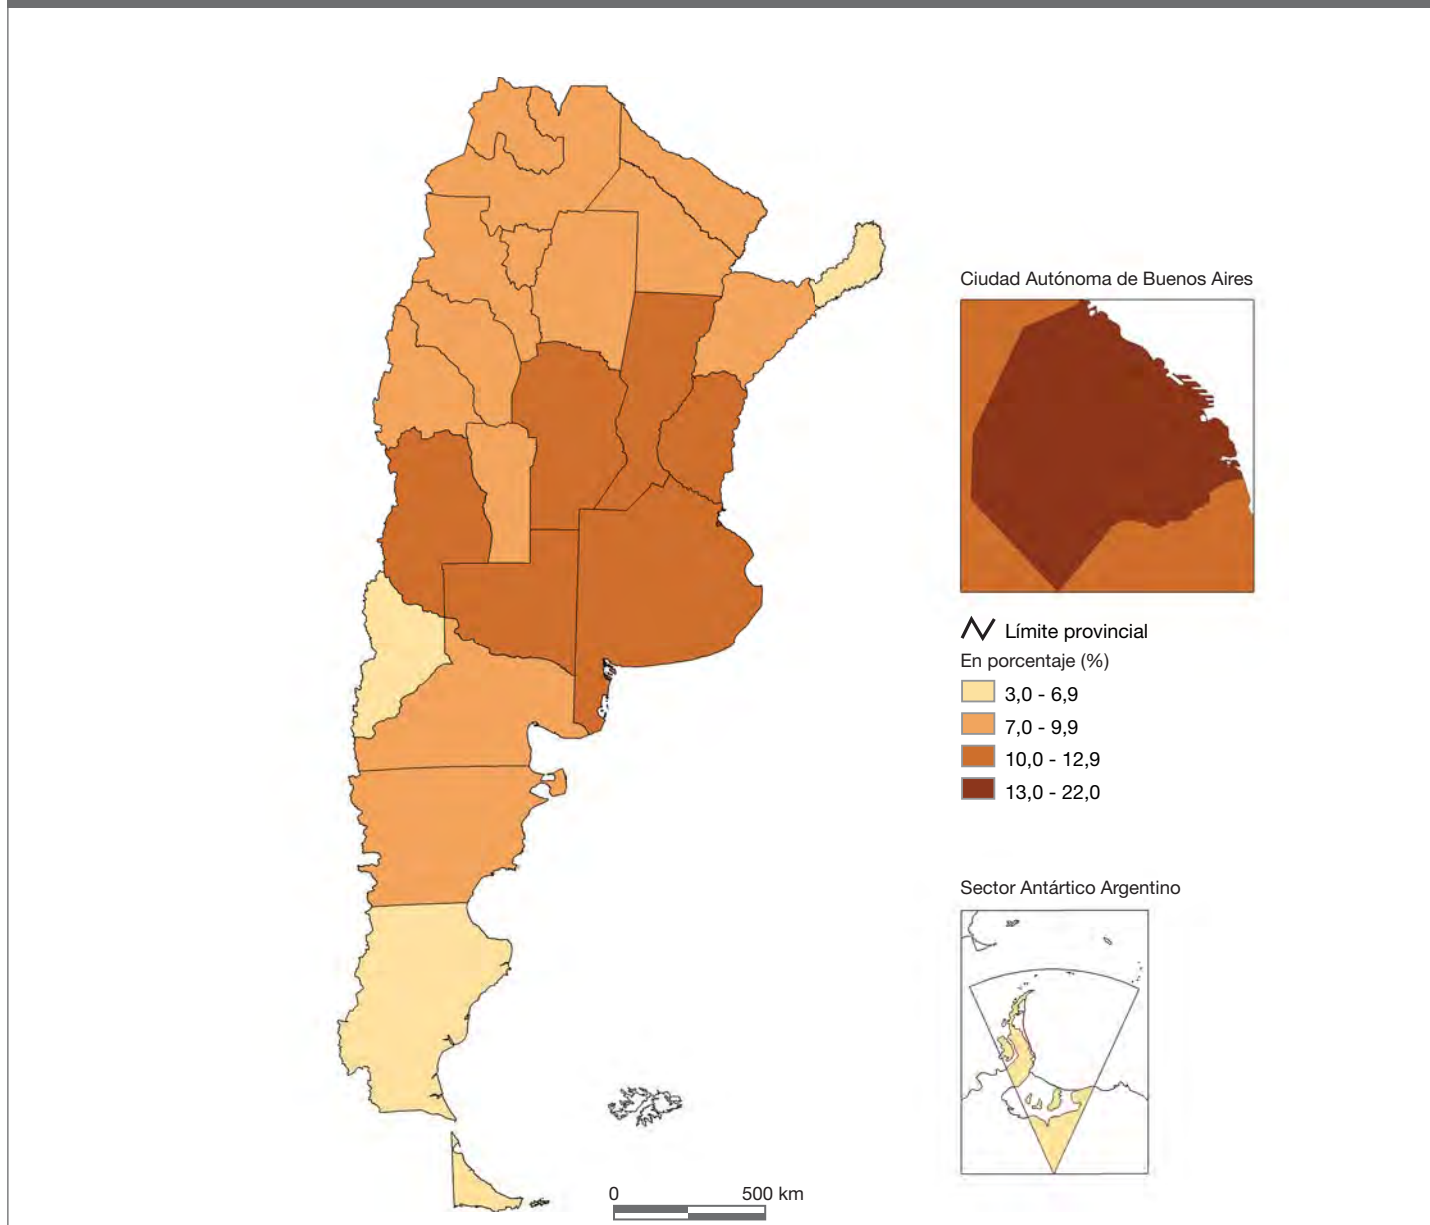 Ciudad Autónoma de Buenos Aires
Límite provincial
En porcentaje (%)
3,0 - 6,9
7,0 - 9,9
10,0 - 12,9
13,0 - 22,0
Sector Antártico Argentino
0 500 km